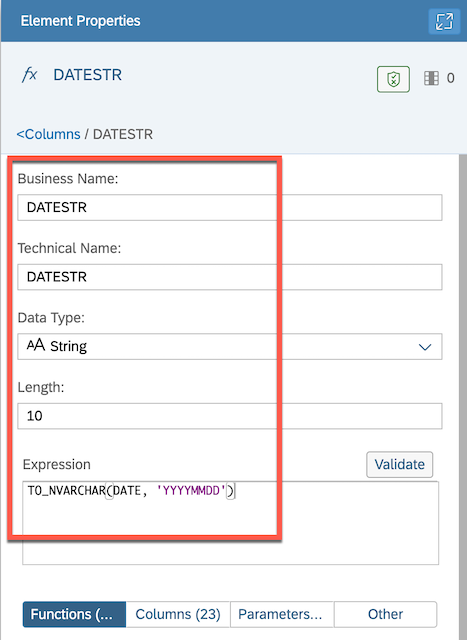 Element Properties
fx DATESTR
0
<Columns / DATESTR
Business Name:
DATESTR
Technical Name:
DATESTR
Data Type:
AA String
Length:
10
Expression
Validate
TO_NVARCHAR(DATE, 'YYYYMMDD')
Functions (...
Columns (23)
Parameters...
Other